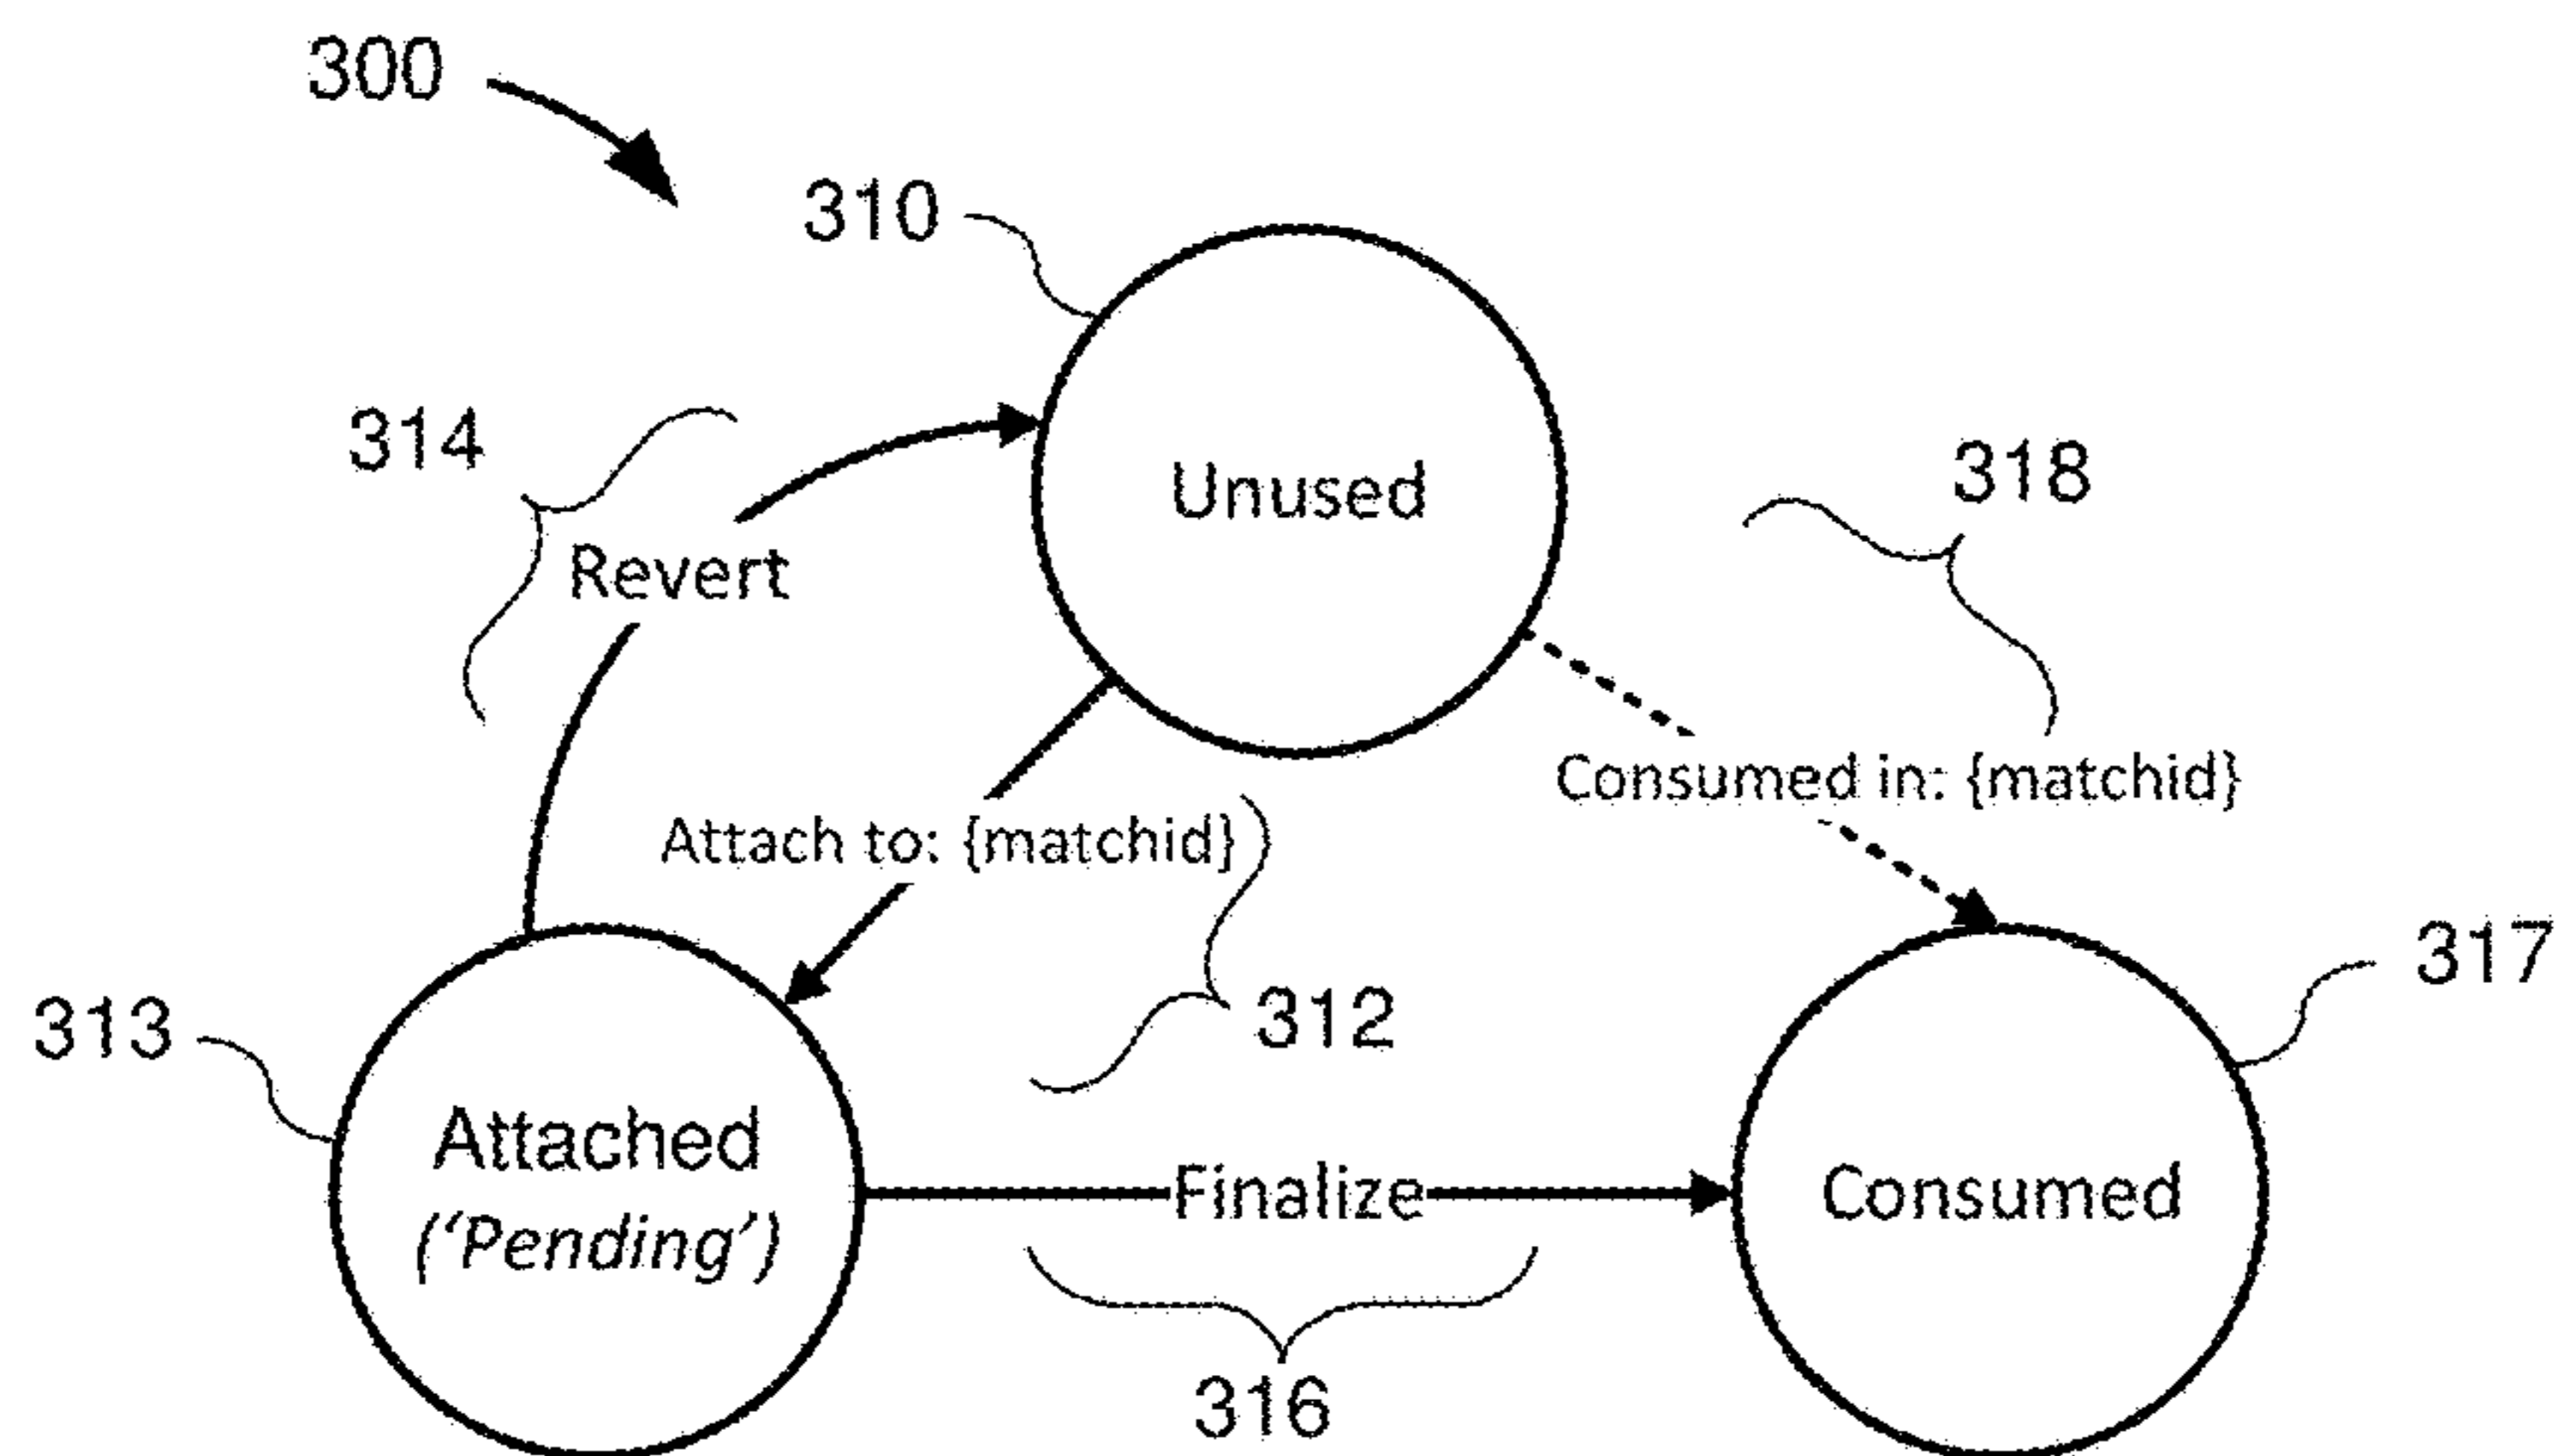 300
310
314
Unused
318
Revert
Consumed in: {matchid}
Attach to: {matchid}
317
313
312
Attached
('Pending')
Finalize
Consumed
316